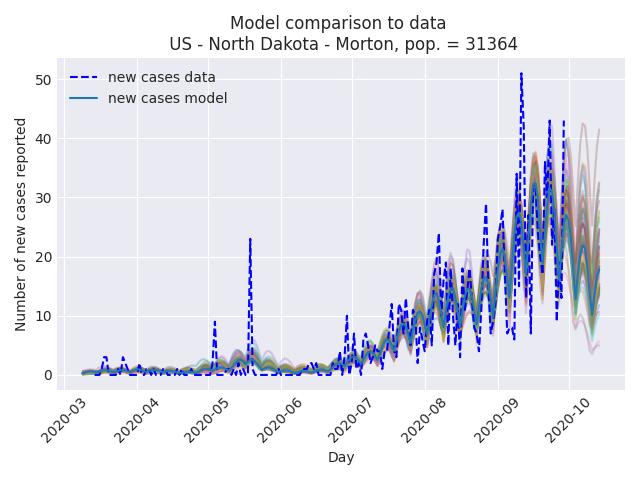 Model comparison to data
US - North Dakota - Morton, pop. = 31364
new cases data
new cases model
Number of new cases reported
50
40
30
20
10
0
2020-03
2020-04
2020-05
2020-06
2020-07
2020-08
2020-09
2020-10
Day